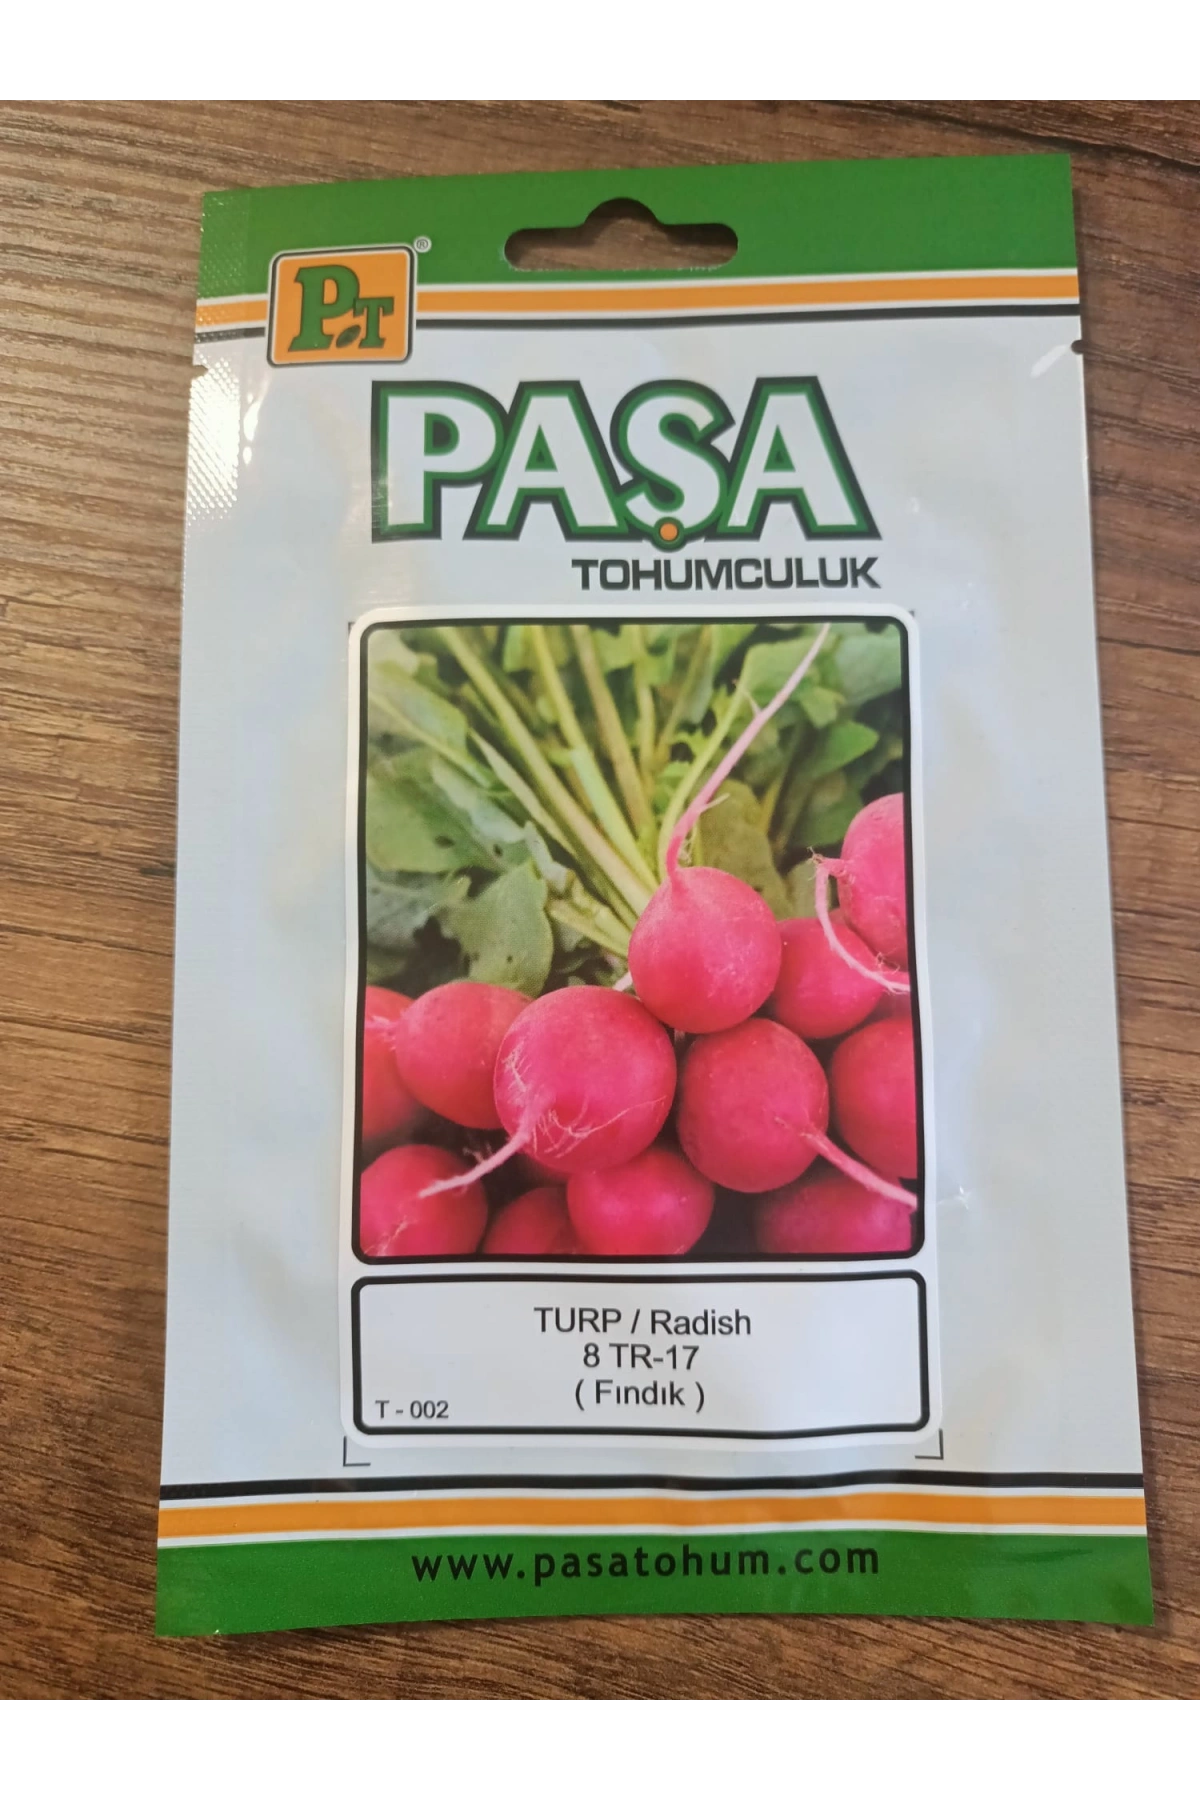 PT®
PAŞA
TOHUMCULUK
TURP / Radish
8 TR-17
( Fındık )
T - 002
www.pasatohum.com